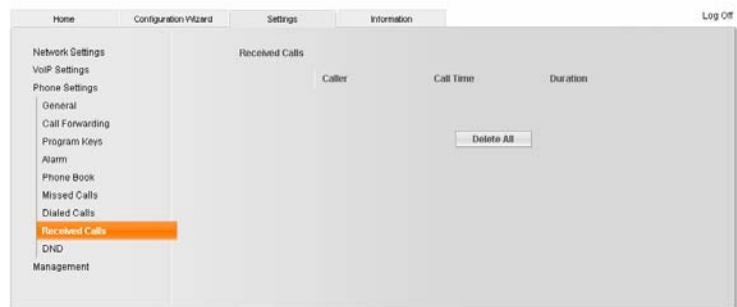 Home Configuration Wizard Settings Information Log Off
Network Settings
VoIP Settings
Phone Settings
General
Call Forwarding
Program Keys
Alarm
Phone Book
Missed Calls
Dialed Calls
Received Calls
DND
Management
Received Calls
Caller Call Time Duration
Delete All